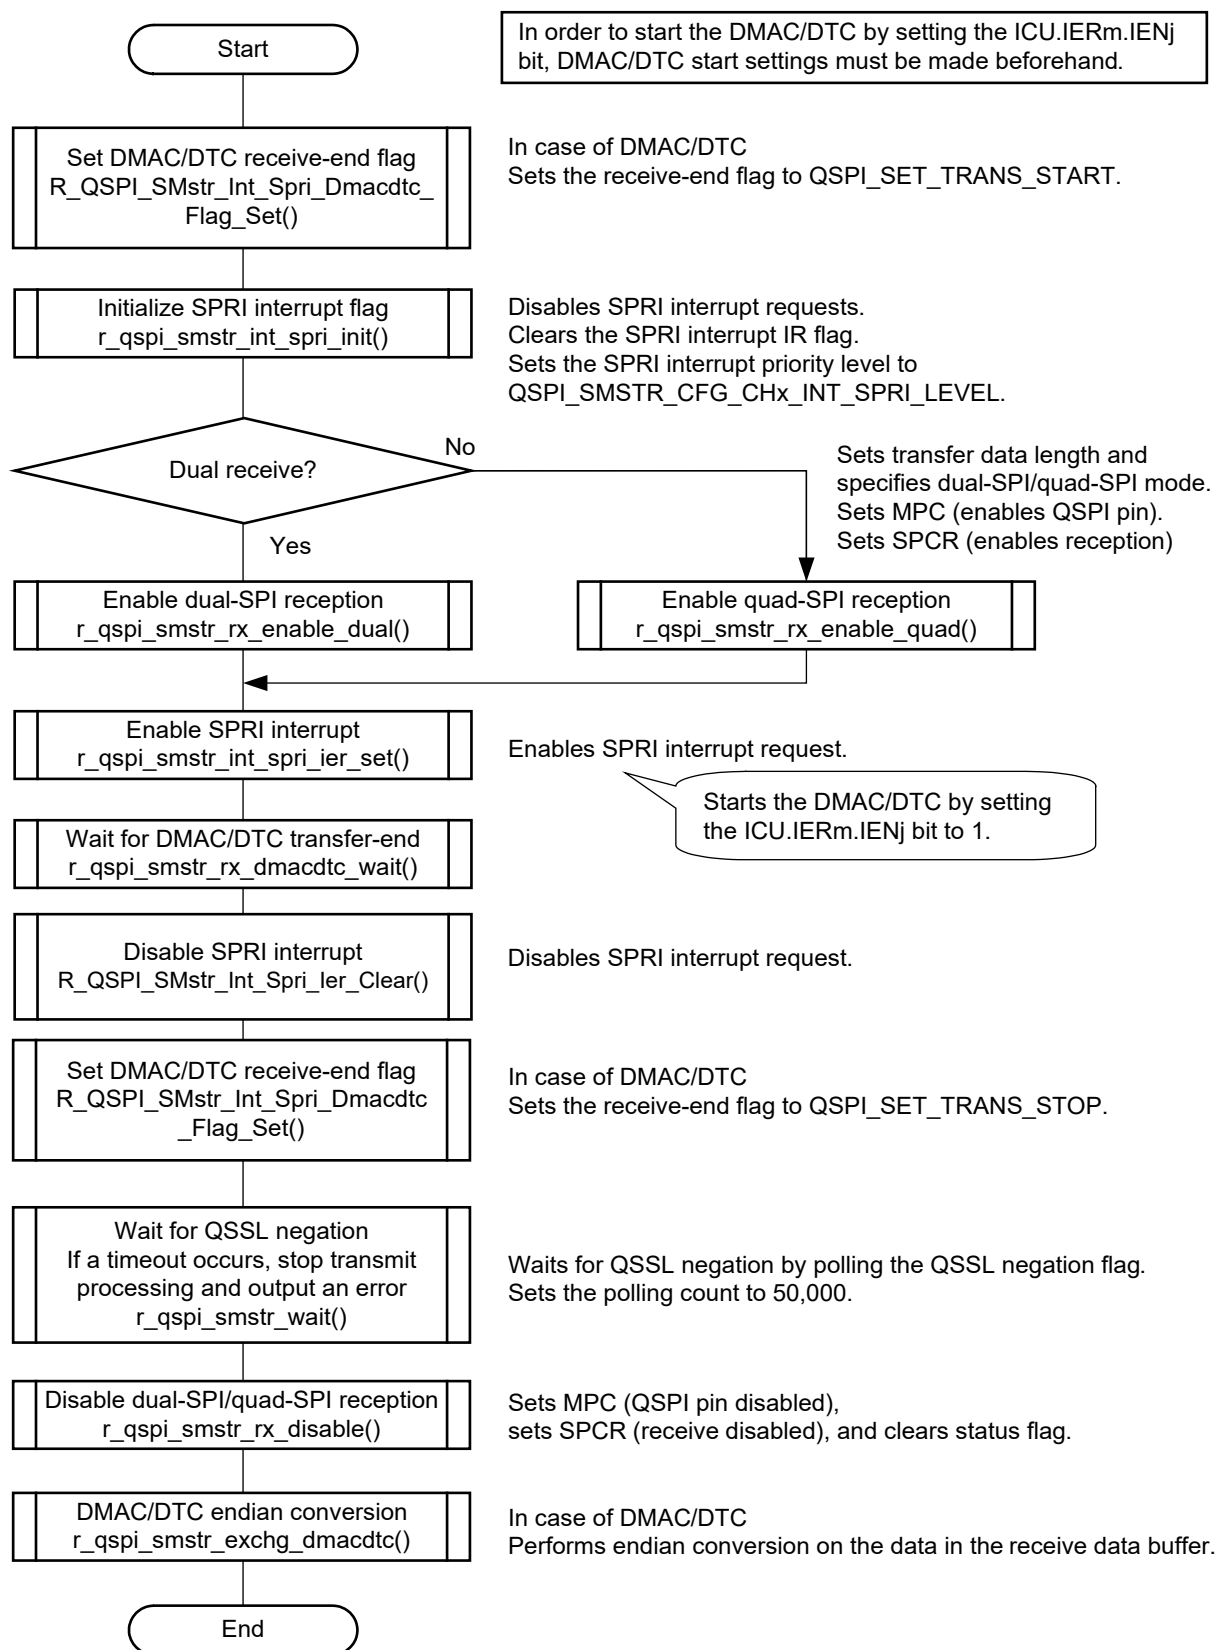 Start
In order to start the DMAC/DTC by setting the ICU.IERm.IENj
bit, DMAC/DTC start settings must be made beforehand.
Set DMAC/DTC receive-end flag
R_QSPI_SMstr_Int_Spri_Dmacdtc_
Flag_Set()
In case of DMAC/DTC
Sets the receive-end flag to QSPI_SET_TRANS_START.
Initialize SPRI interrupt flag
r_qspi_smstr_int_spri_init()
Disables SPRI interrupt requests.
Clears the SPRI interrupt IR flag.
Sets the SPRI interrupt priority level to
QSPI_SMSTR_CFG_CHx_INT_SPRI_LEVEL.
Dual receive?
No
Yes
Sets transfer data length and
specifies dual-SPI/quad-SPI mode.
Sets MPC (enables QSPI pin).
Sets SPCR (enables reception)
Enable dual-SPI reception
r_qspi_smstr_rx_enable_dual()
Enable quad-SPI reception
r_qspi_smstr_rx_enable_quad()
Enable SPRI interrupt
r_qspi_smstr_int_spri_ier_set()
Enables SPRI interrupt request.
Starts the DMAC/DTC by setting
the ICU.IERm.IENj bit to 1.
Wait for DMAC/DTC transfer-end
r_qspi_smstr_rx_dmacdtc_wait()
Disable SPRI interrupt
R_QSPI_SMstr_Int_Spri_Ier_Clear()
Disables SPRI interrupt request.
Set DMAC/DTC receive-end flag
R_QSPI_SMstr_Int_Spri_Dmacdtc
_Flag_Set()
In case of DMAC/DTC
Sets the receive-end flag to QSPI_SET_TRANS_STOP.
Wait for QSSL negation
If a timeout occurs, stop transmit
processing and output an error
r_qspi_smstr_wait()
Waits for QSSL negation by polling the QSSL negation flag.
Sets the polling count to 50,000.
Disable dual-SPI/quad-SPI reception
r_qspi_smstr_rx_disable()
Sets MPC (QSPI pin disabled),
sets SPCR (receive disabled), and clears status flag.
DMAC/DTC endian conversion
r_qspi_smstr_exchg_dmacdtc()
In case of DMAC/DTC
Performs endian conversion on the data in the receive data buffer.
End